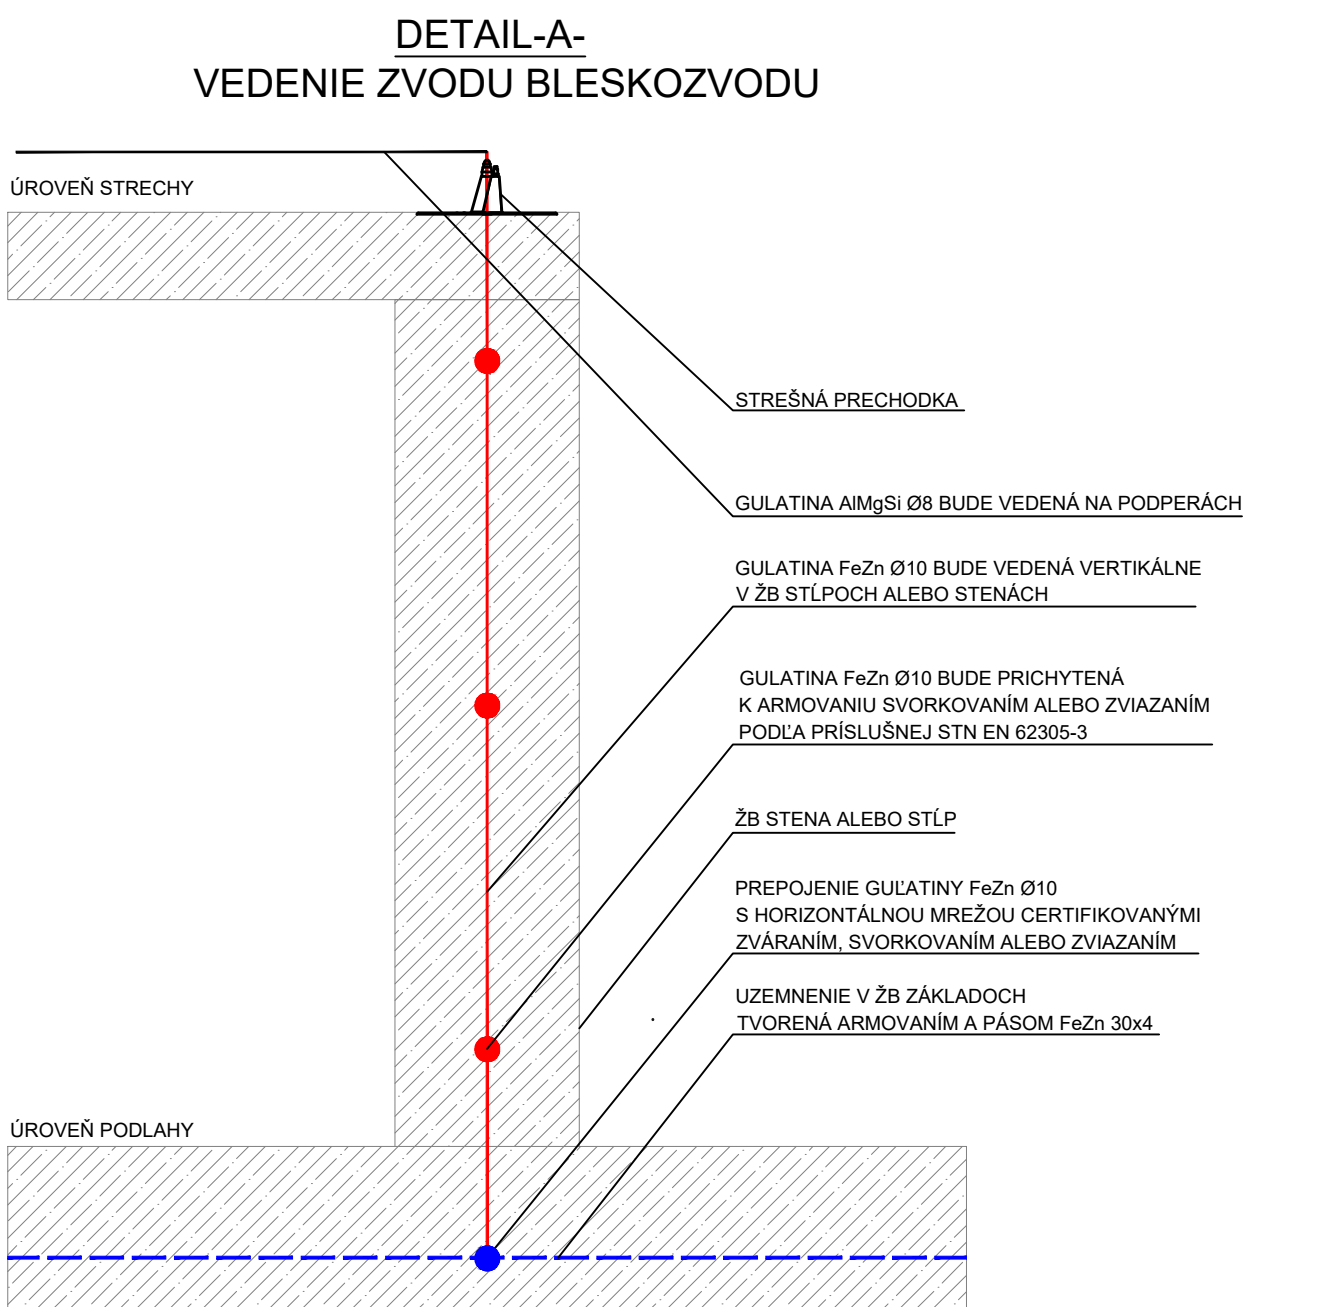 DETAIL-A-
VEDENIE ZVODU BLESKOZVODU
ÚROVEŇ STRECHY
STREŠNÁ PRECHODKA
GULATINA AlMgSi Ø8 BUDE VEDENÁ NA PODPERÁCH
GULATINA FeZn Ø10 BUDE VEDENÁ VERTIKÁLNE
V ŽB STĹPOCH ALEBO STENÁCH
GULATINA FeZn Ø10 BUDE PRICHYTENÁ
K ARMOVANIU SVORKOVANÍM ALEBO ZVIAZANÍM
PODĽA PRÍSLUŠNEJ STN EN 62305-3
ŽB STENA ALEBO STĹP
PREPOJENIE GUĽATINY FeZn Ø10
S HORIZONTÁLNOU MREŽOU CERTIFIKOVANÝMI
ZVÁRANÍM, SVORKOVANÍM ALEBO ZVIAZANÍM
UZEMNENIE V ŽB ZÁKLADOCH
TVORENÁ ARMOVANÍM A PÁSOM FeZn 30x4
ÚROVEŇ PODLAHY